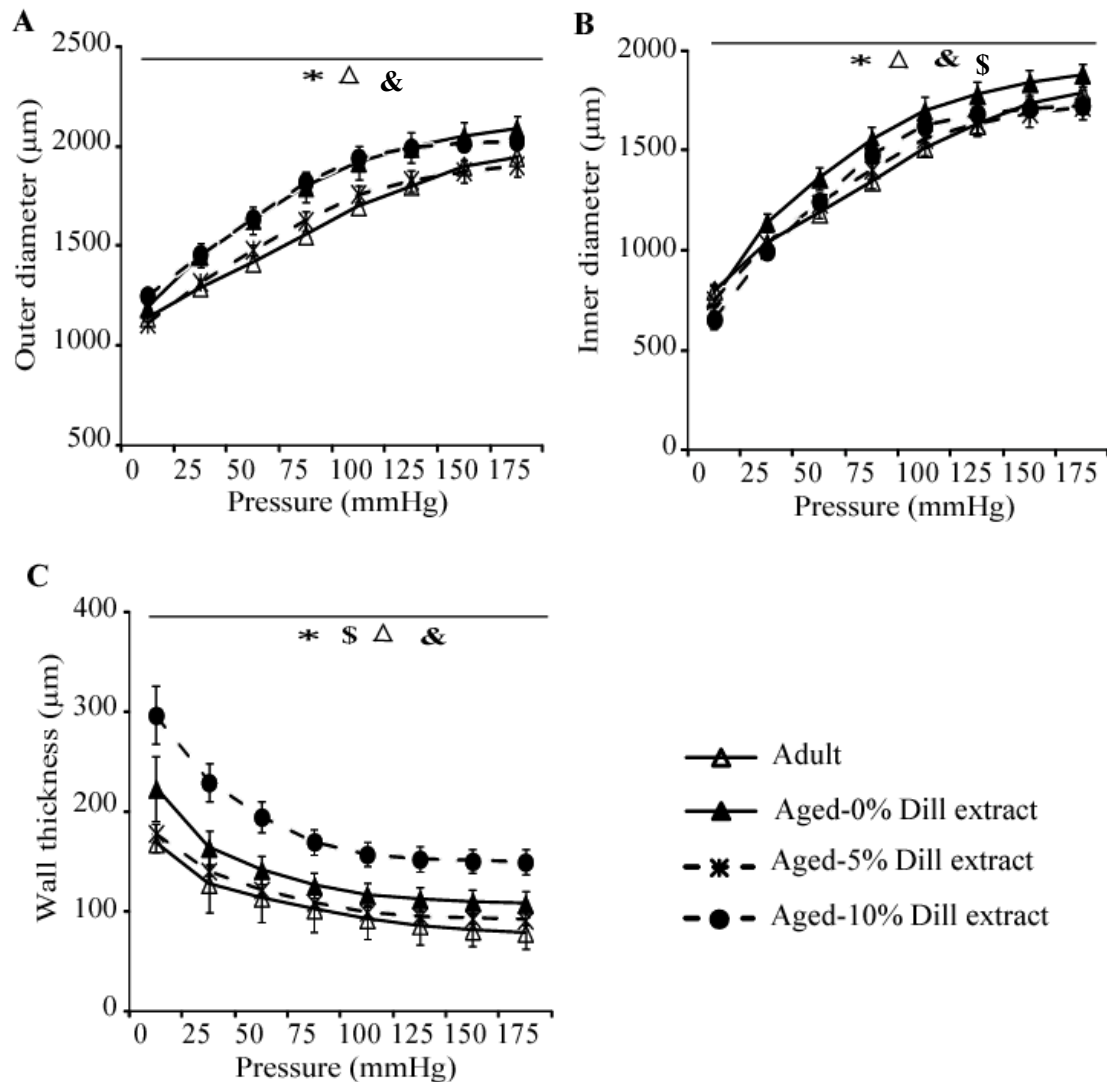 A
2500
2000
1500
1000
500
Outer diameter (µm)
* △ &
0 25 50 75 100 125 150 175
Pressure (mmHg)
B
2000
1500
1000
500
0
Inner diameter (µm)
* △ & $
0 25 50 75 100 125 150 175
Pressure (mmHg)
C
400
300
200
100
0
Wall thickness (µm)
* $ △ &
0 25 50 75 100 125 150 175
Pressure (mmHg)
Adult
Aged-0% Dill extract
Aged-5% Dill extract
Aged-10% Dill extract